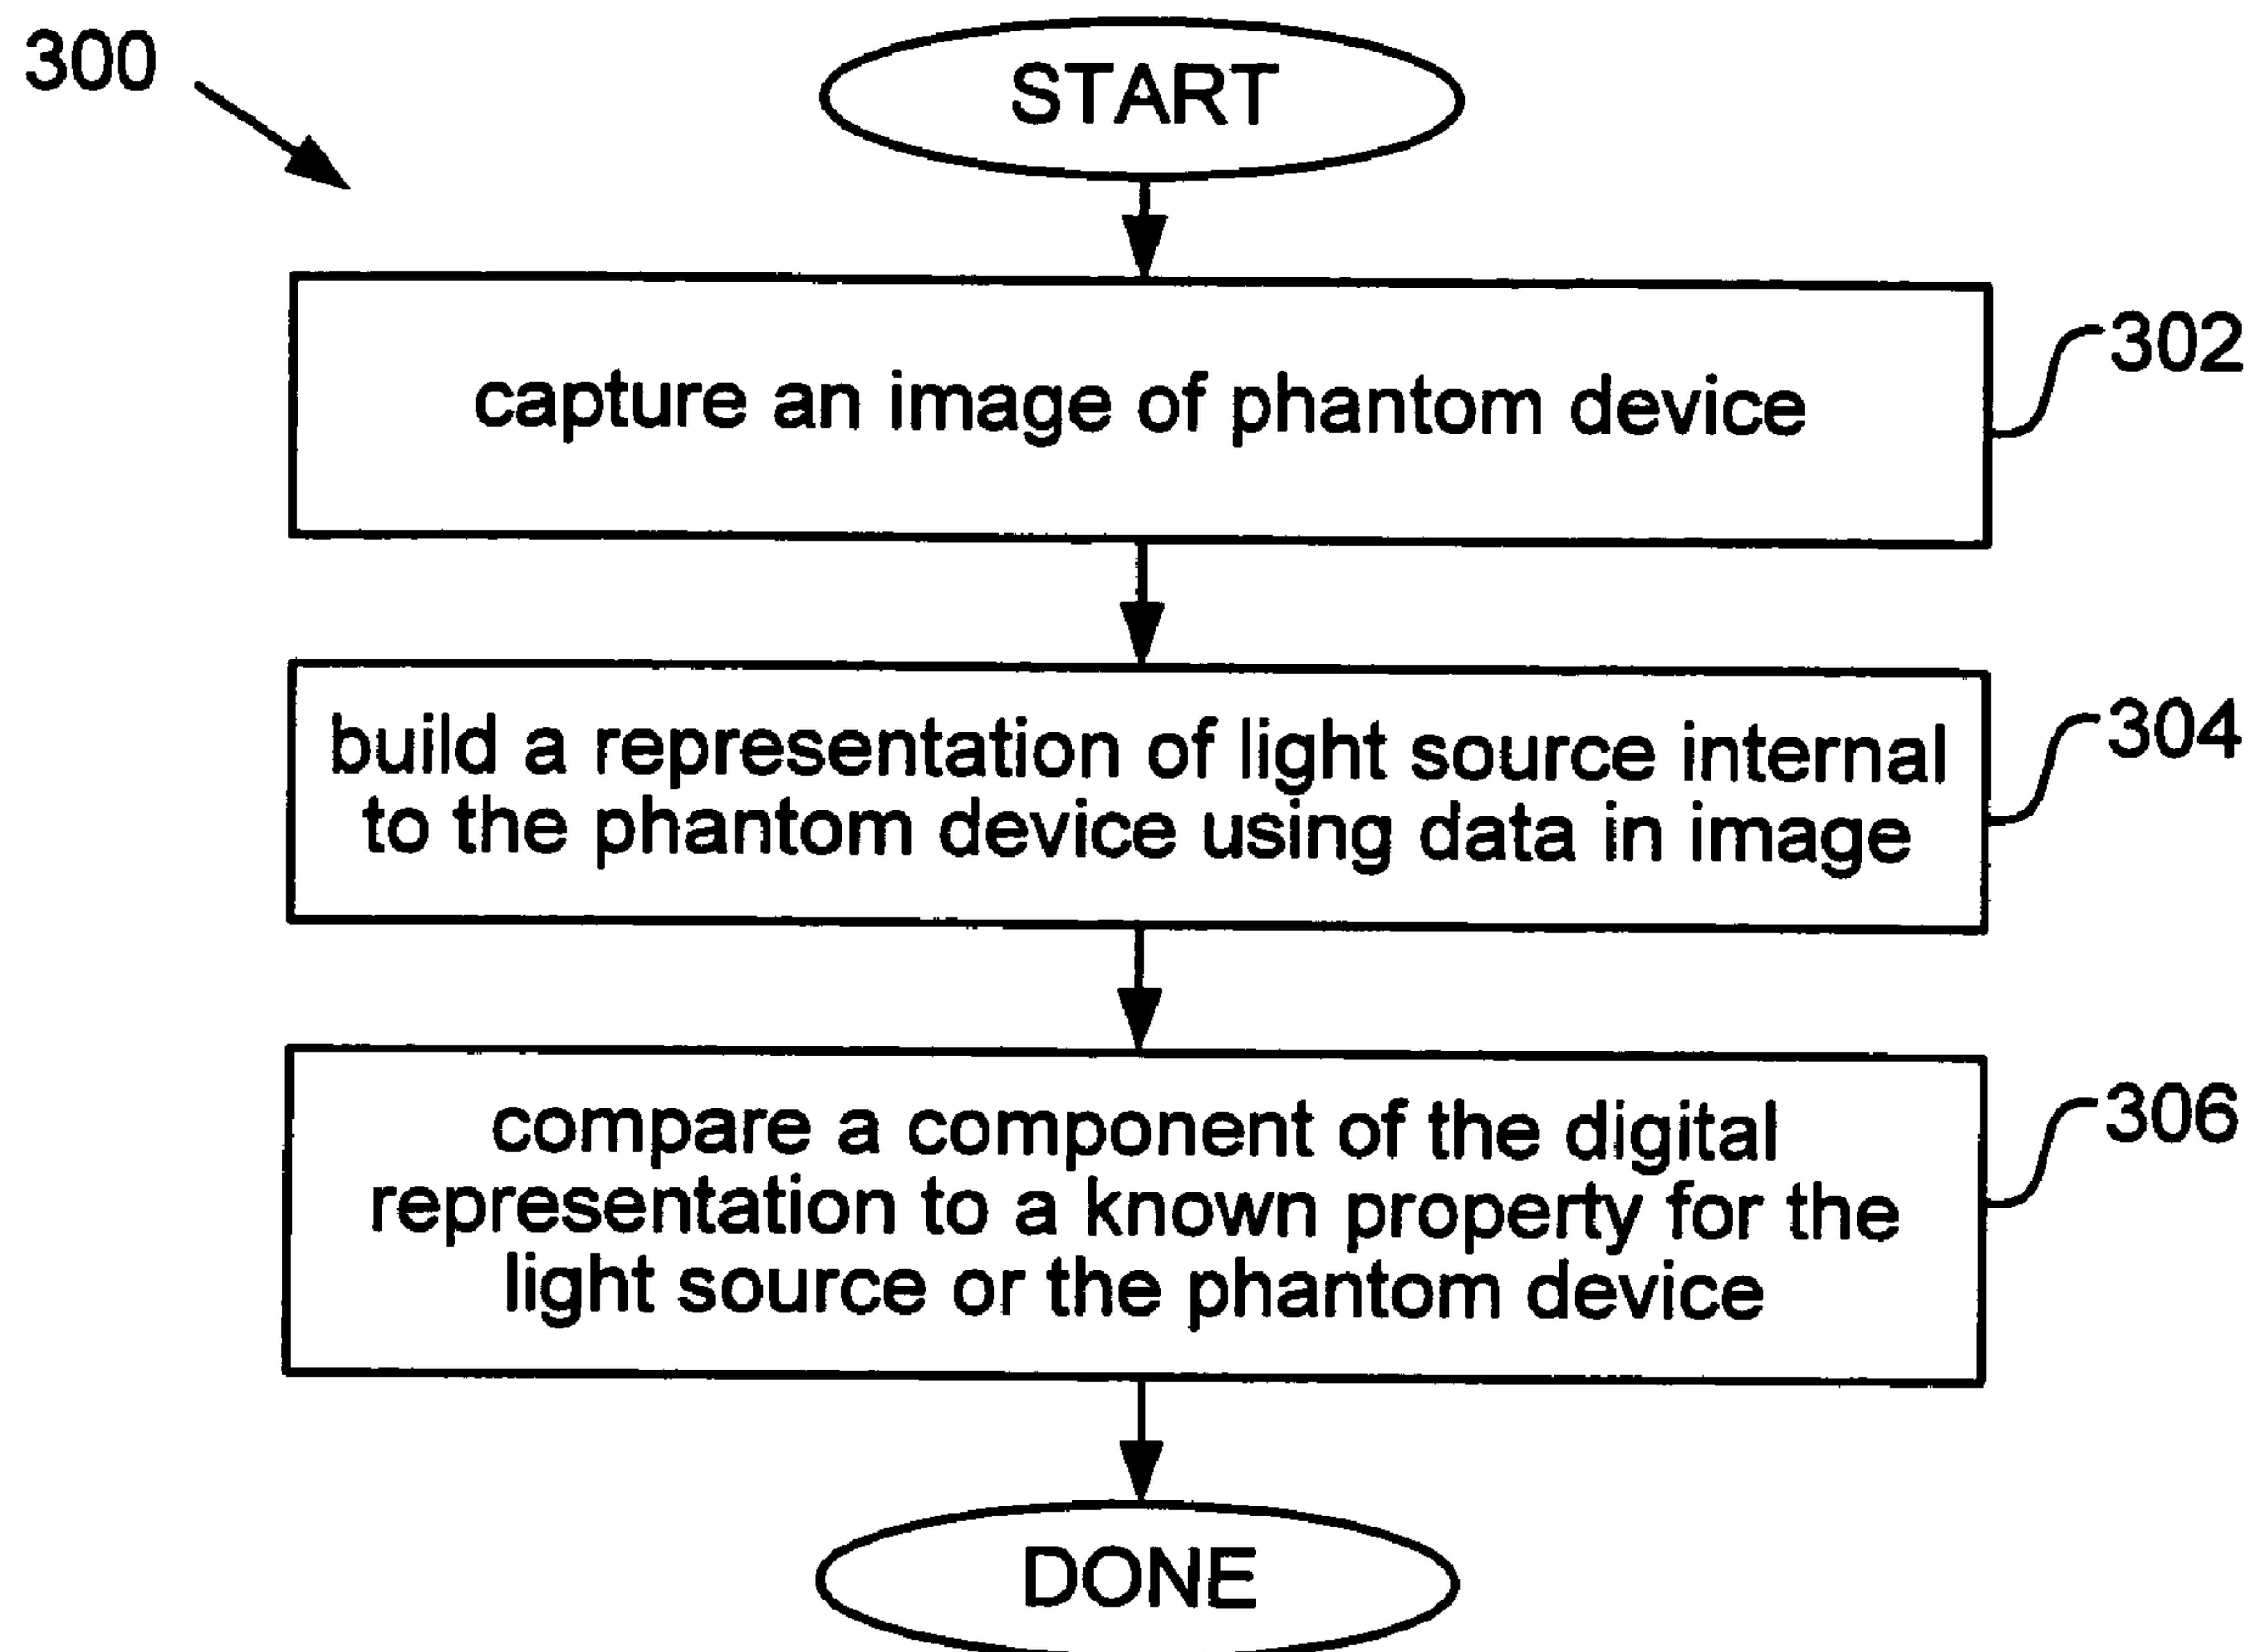 300
START
capture an image of phantom device
302
build a representation of light source internal
to the phantom device using data in image
304
compare a component of the digital
representation to a known property for the
light source or the phantom device
306
DONE